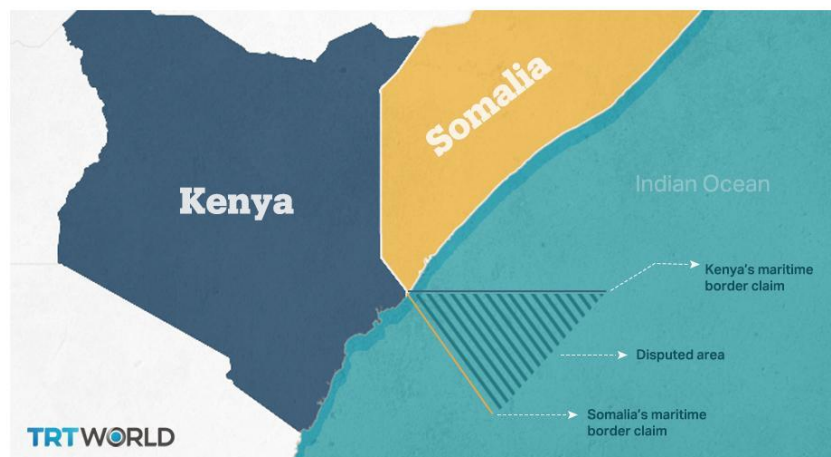 Somalia
Kenya
Indian Ocean
Kenya's maritime
border claim
Disputed area
Somalia's maritime
border claim
TRTWORLD